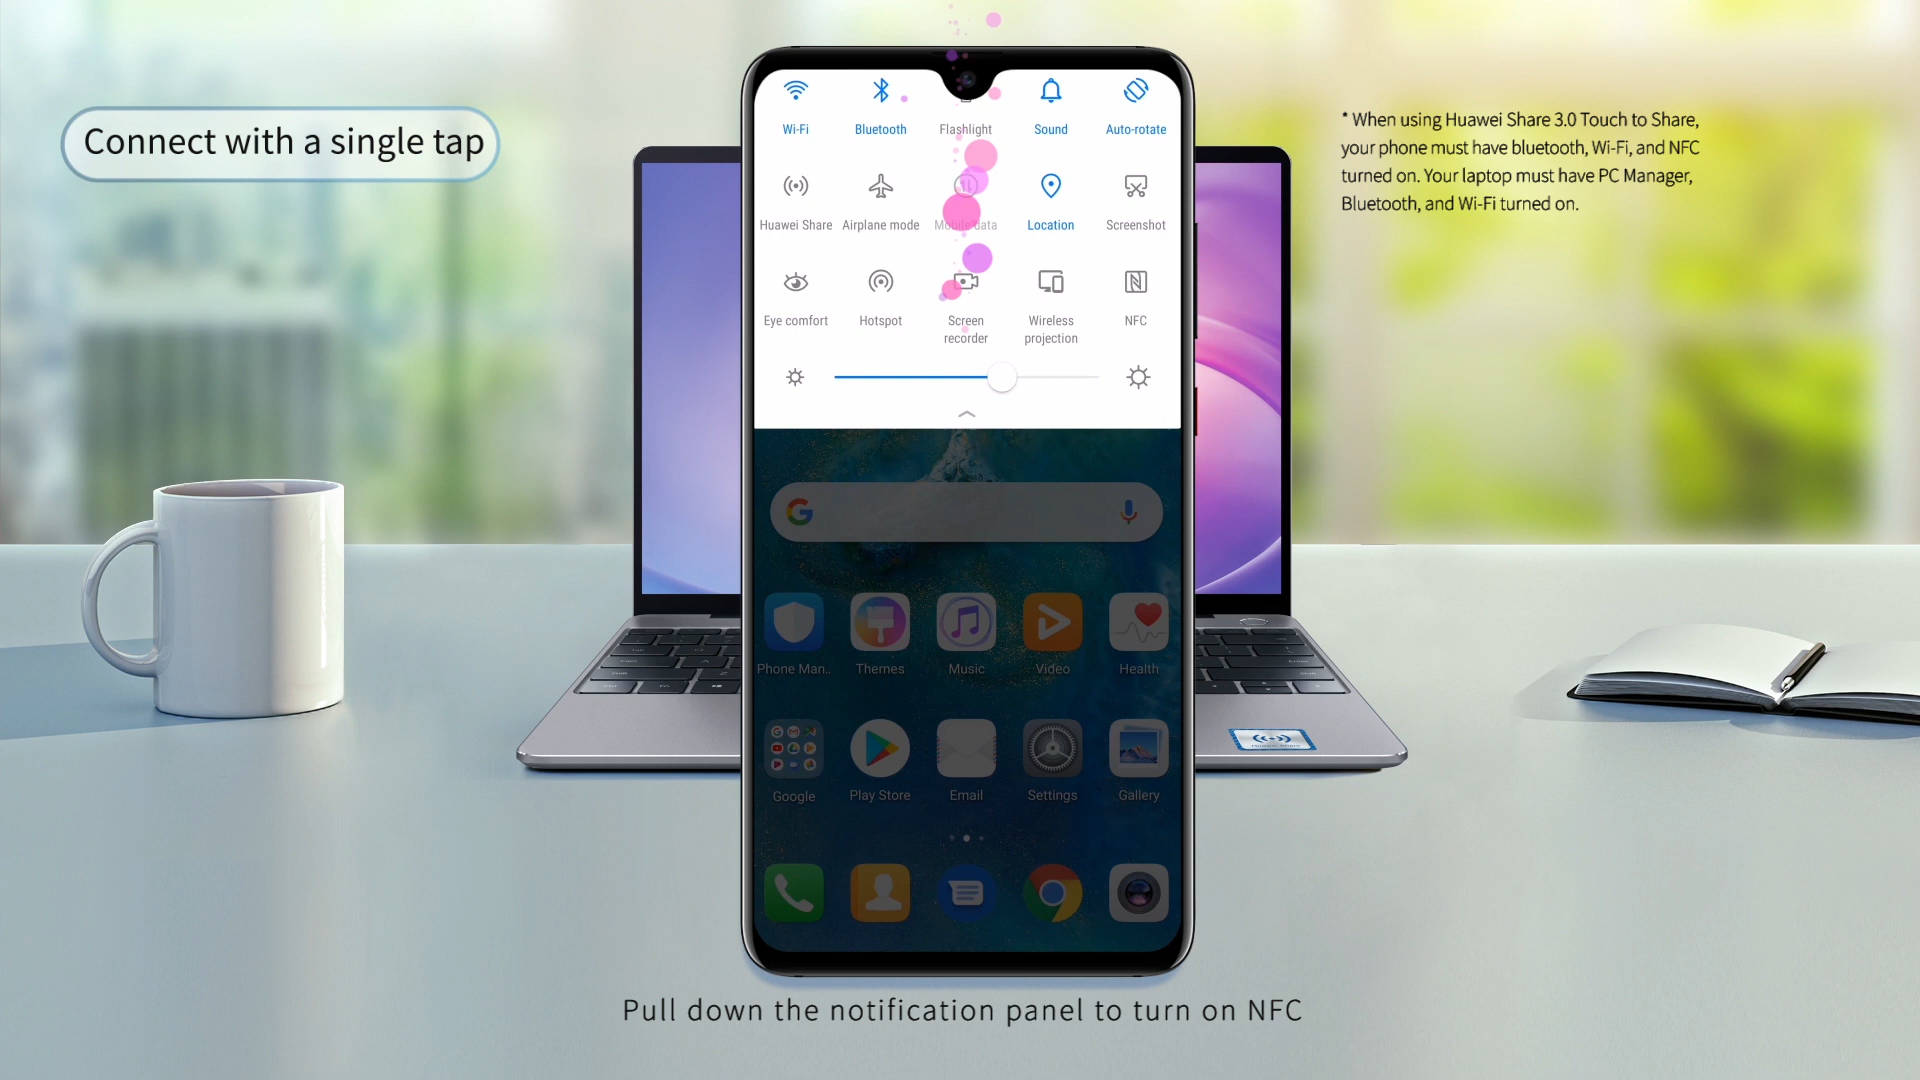 Connect with a single tap
* When using Huawei Share 3.0 Touch to Share,
your phone must have bluetooth, Wi-Fi, and NFC
turned on. Your laptop must have PC Manager,
Bluetooth, and Wi-Fi turned on.
Wi-Fi Bluetooth Flashlight Sound Auto-rotate
Huawei Share Airplane mode Mobile data Location Screenshot
Eye comfort Hotspot Screen recorder Wireless projection NFC
Phone Man.. Themes Music Video Health
Google Play Store Email Settings Gallery
Huawei Share
Pull down the notification panel to turn on NFC